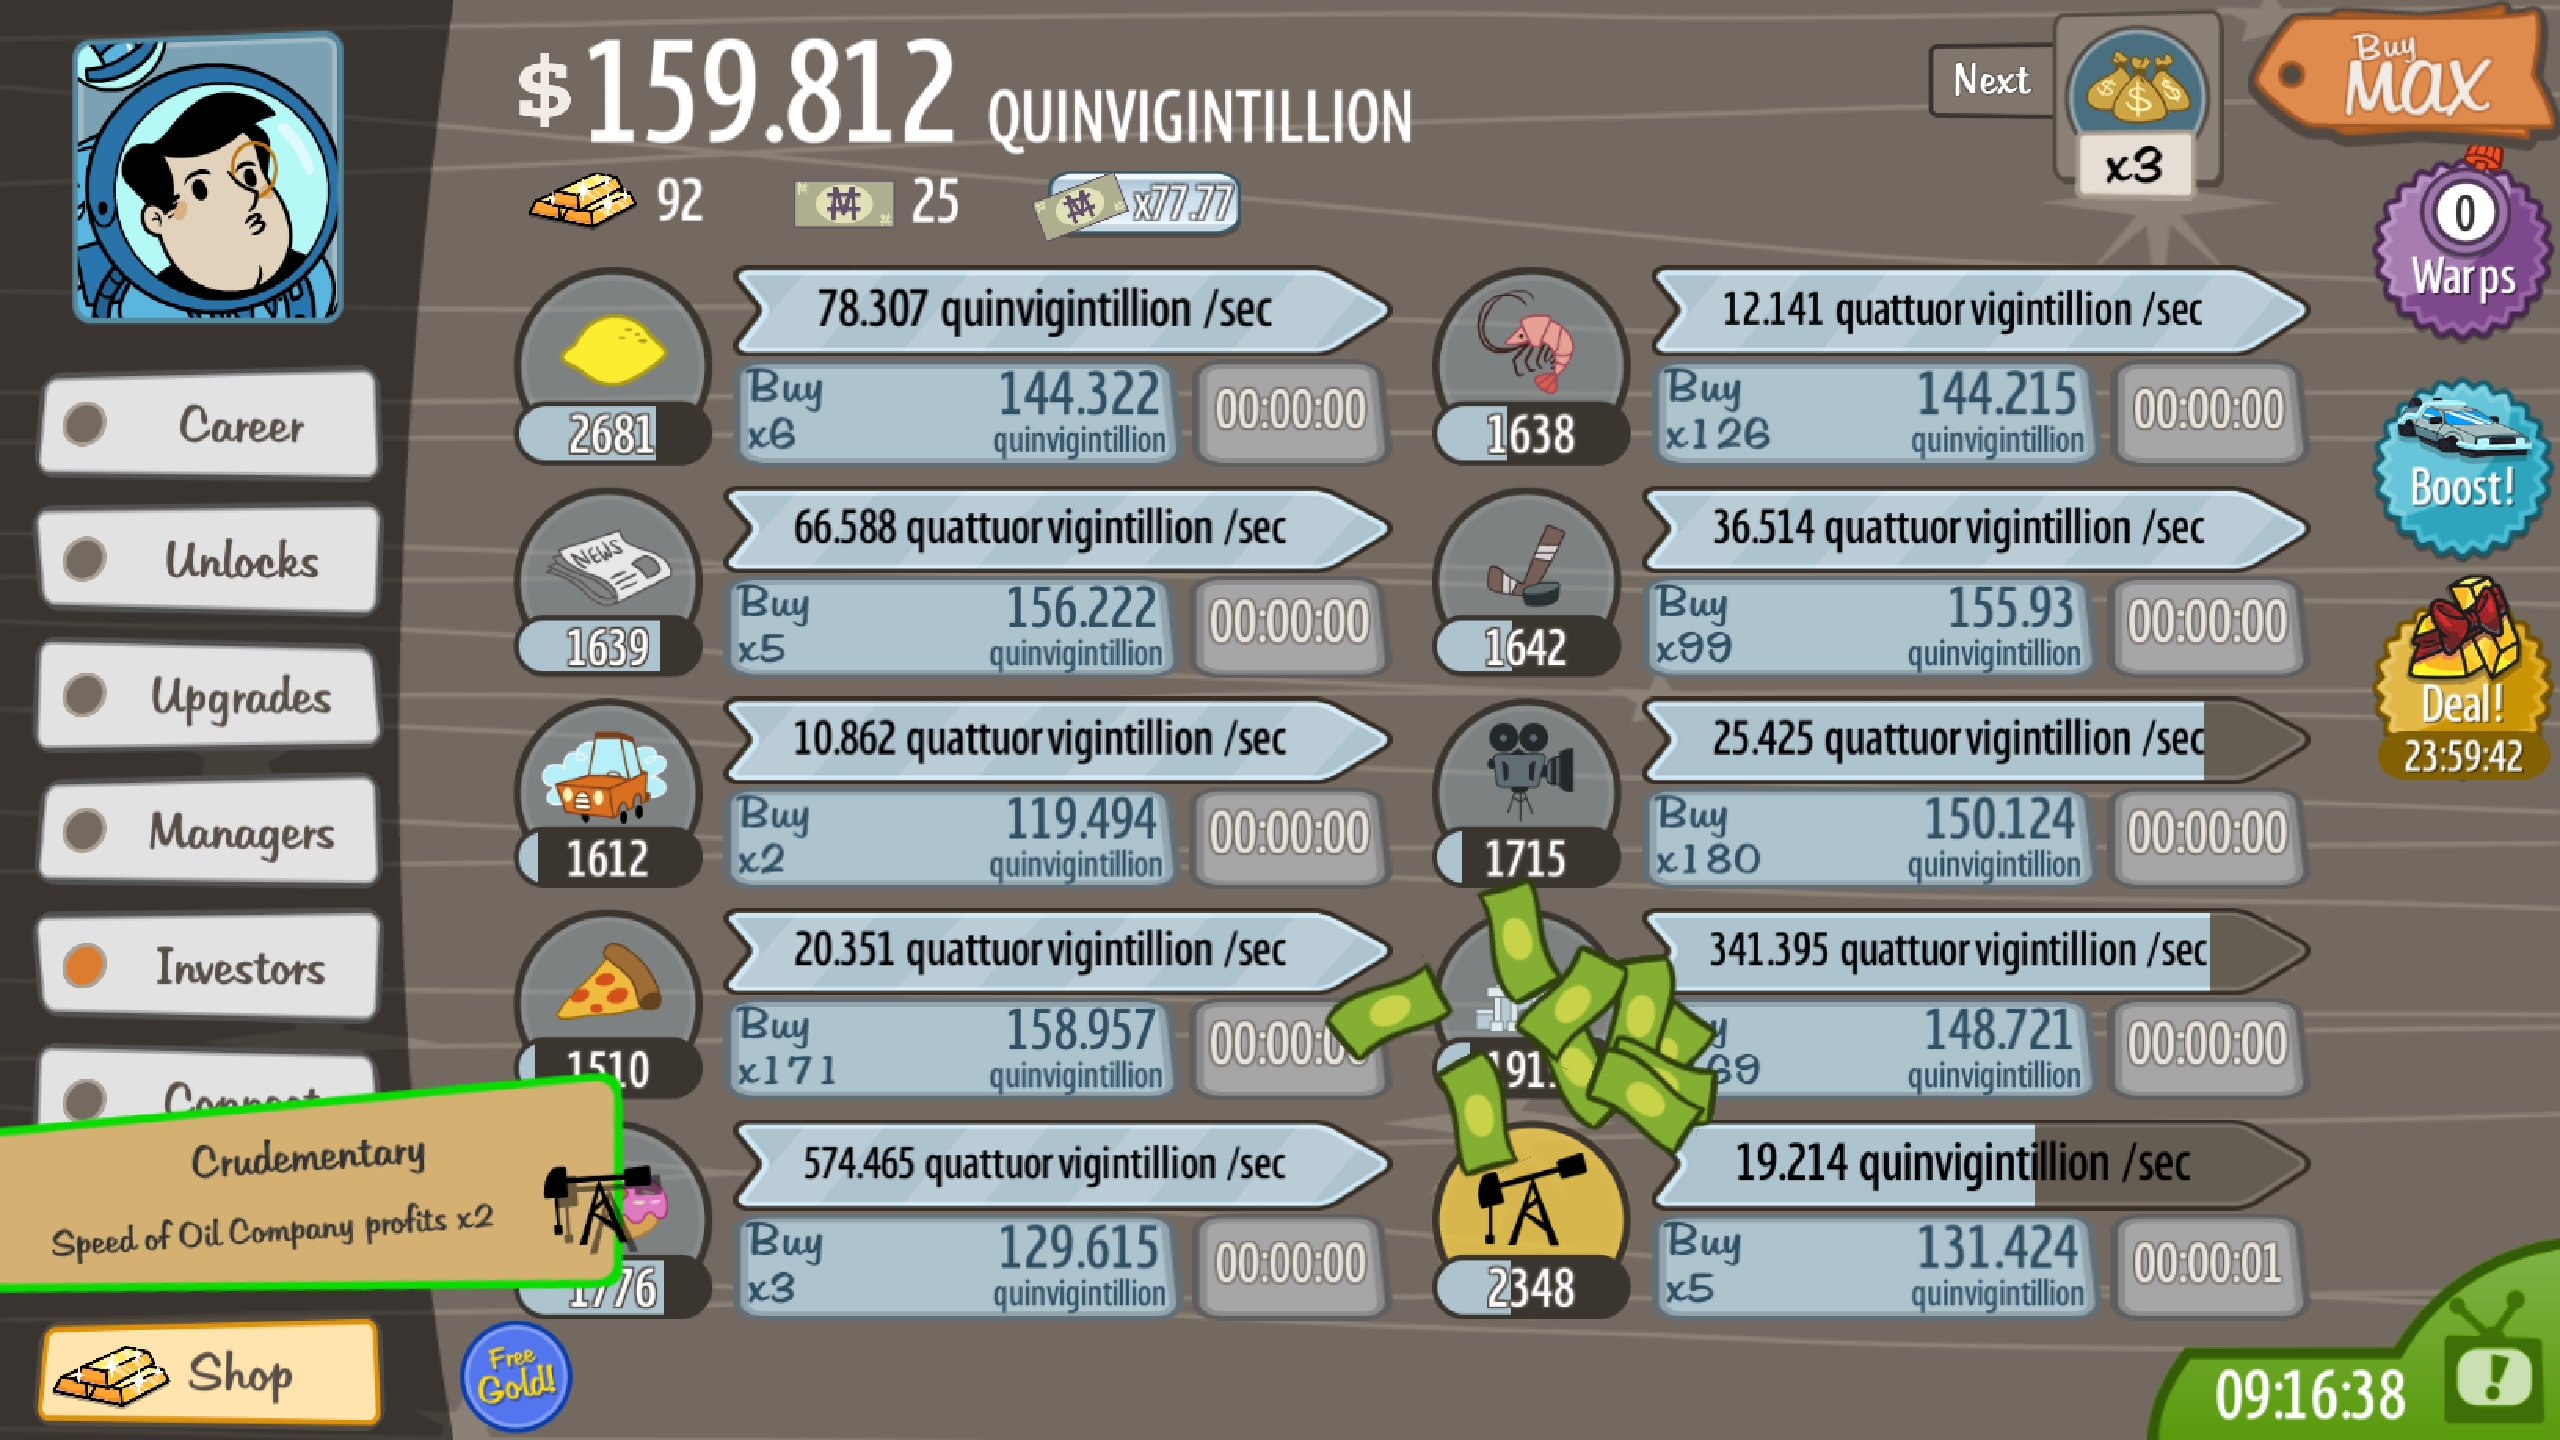 $159.812 QUINVIGINTILLION
Next
x3
Buy
MAX
92
25
x77.77
0
Warps
Boost!
Deal!
23:59:42
Career
Unlocks
Upgrades
Managers
Investors
Connect
Crudementary
Speed of Oil Company profits x2
Shop
Free
Gold!
78.307 quinvigintillion /sec
2681
Buy
x6
144.322
quinvigintillion
00:00:00
NEWS
66.588 quattuorvigintillion /sec
1639
Buy
x5
156.222
quinvigintillion
00:00:00
10.862 quattuorvigintillion /sec
1612
Buy
x2
119.494
quinvigintillion
00:00:00
20.351 quattuorvigintillion /sec
1510
Buy
x171
158.957
quinvigintillion
00:00:00
574.465 quattuorvigintillion /sec
1776
Buy
x3
129.615
quinvigintillion
00:00:00
12.141 quattuorvigintillion /sec
1638
Buy
x126
144.215
quinvigintillion
00:00:00
36.514 quattuorvigintillion /sec
1642
Buy
x99
155.93
quinvigintillion
00:00:00
25.425 quattuorvigintillion /sec
1715
Buy
x180
150.124
quinvigintillion
00:00:00
341.395 quattuorvigintillion /sec
148.721
quinvigintillion
00:00:00
19.214 quinvigintillion /sec
2348
Buy
x5
131.424
quinvigintillion
00:00:01
09:16:38